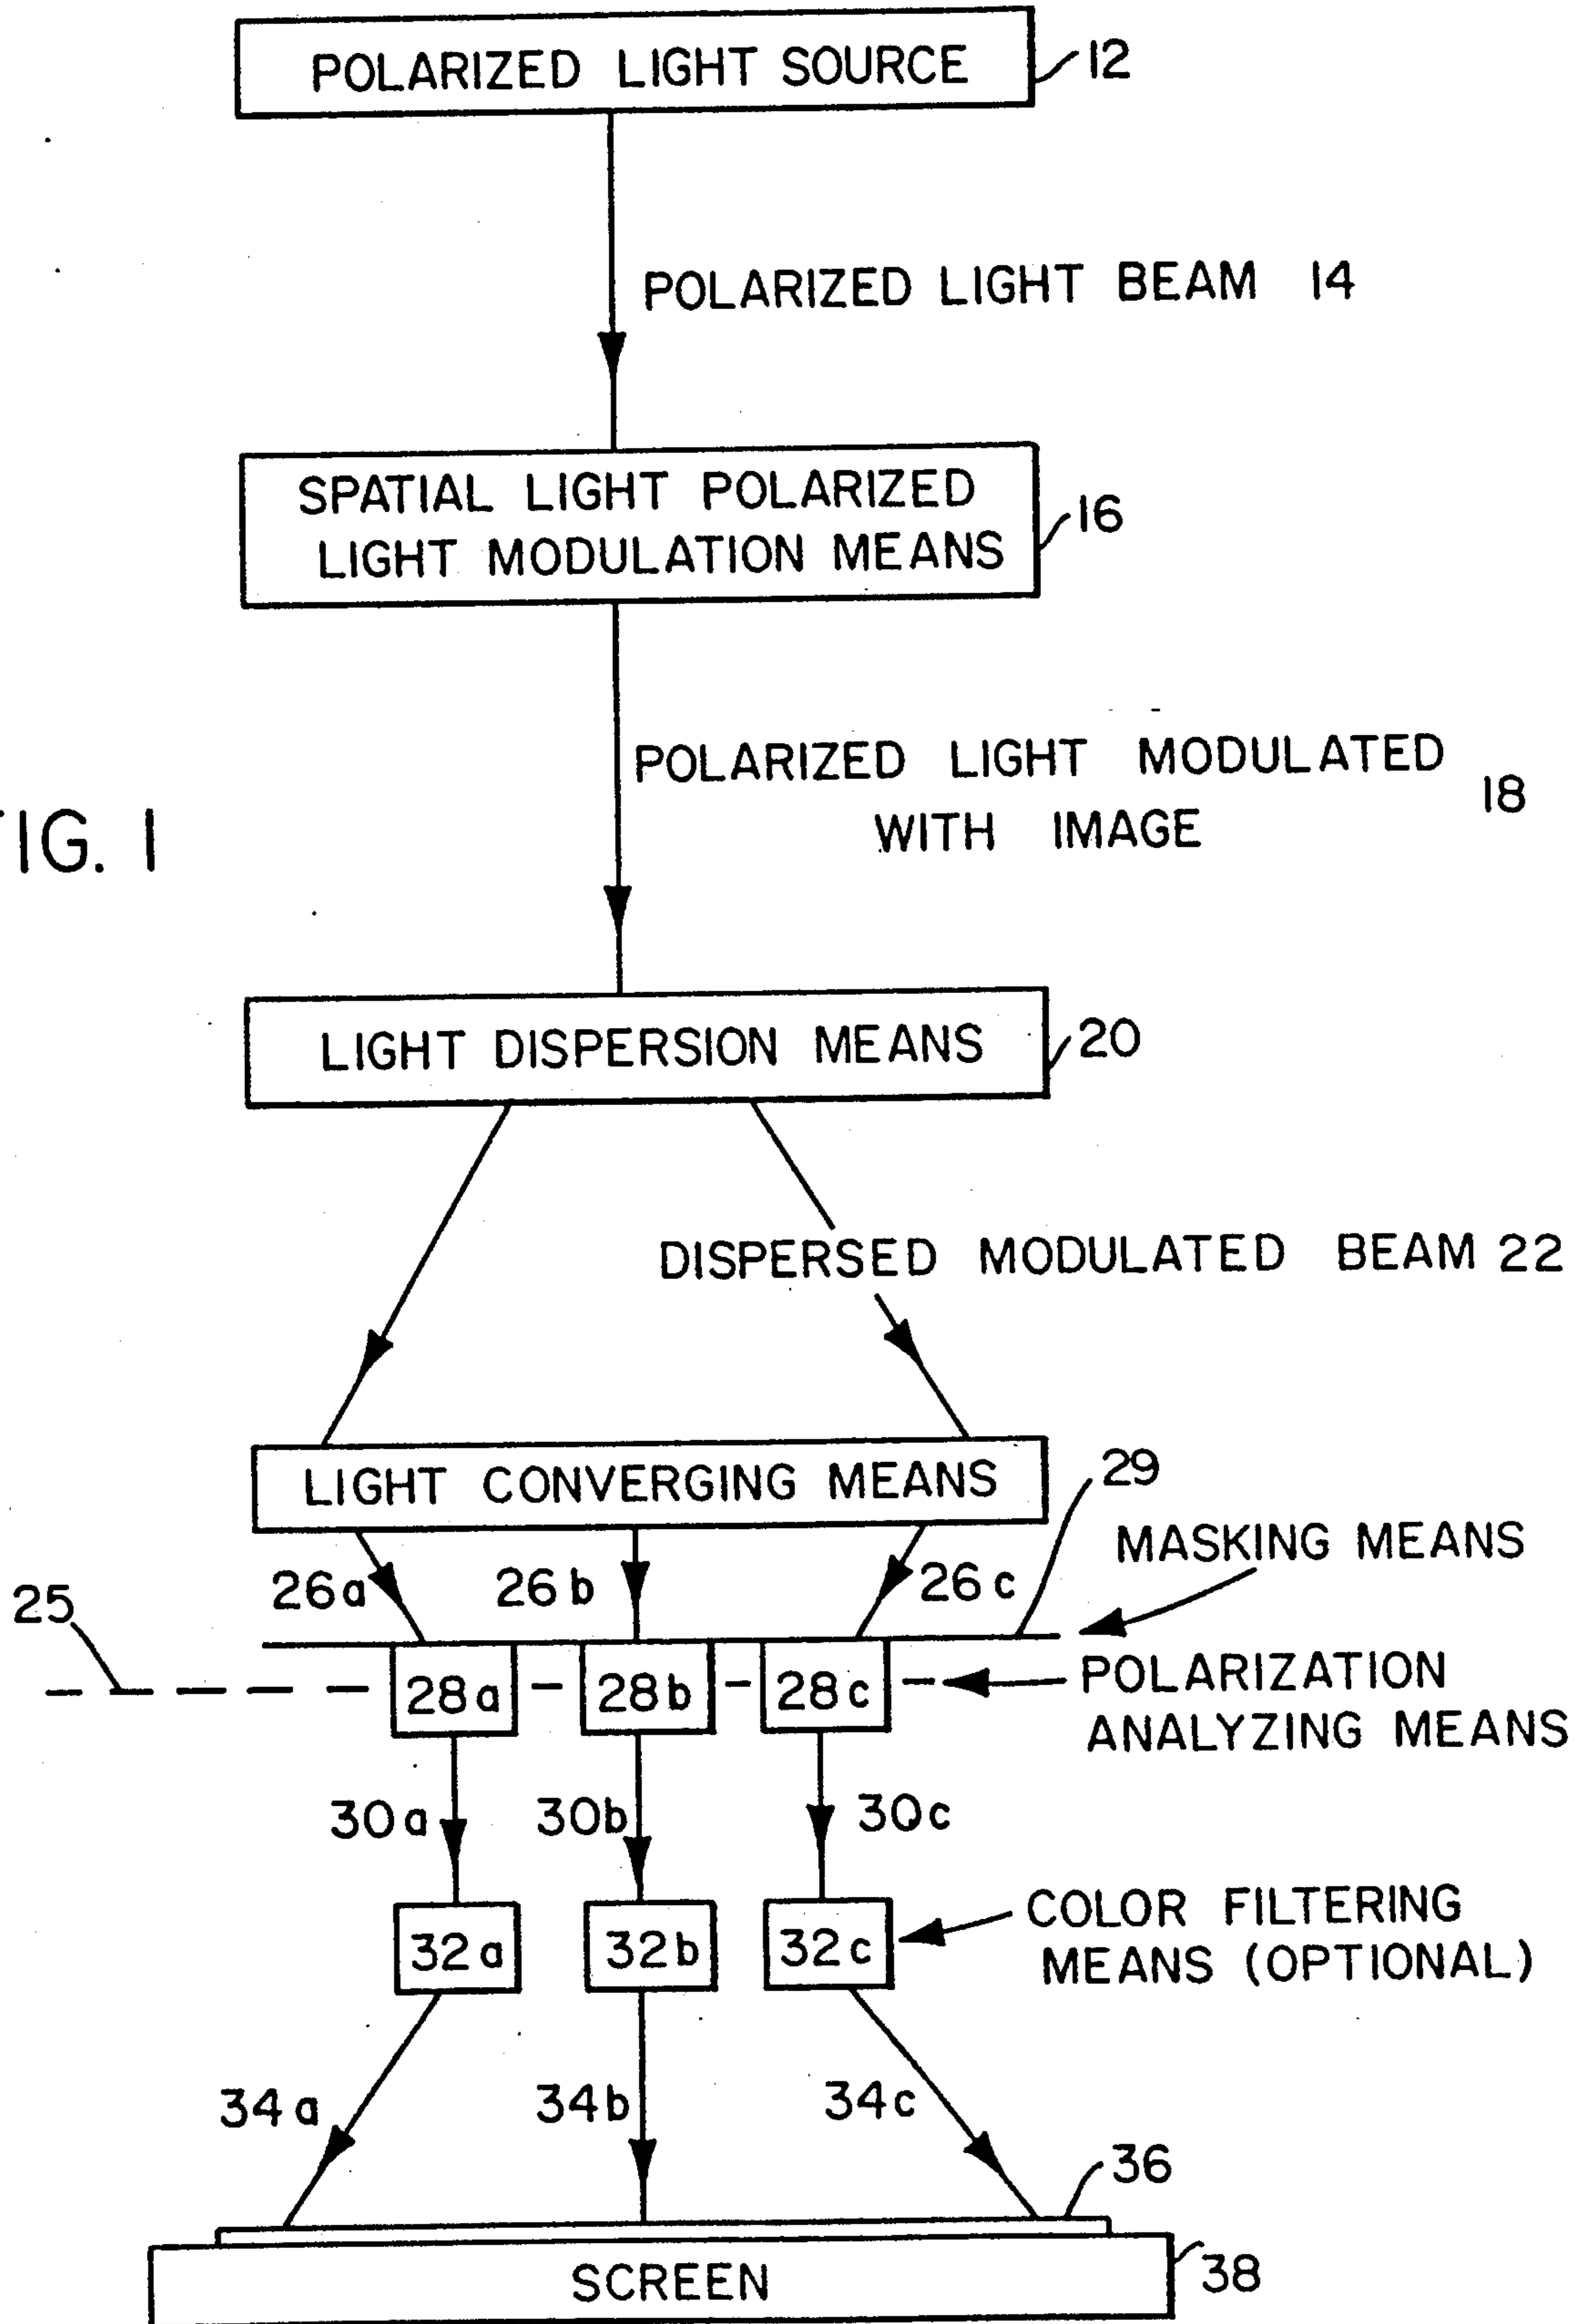 POLARIZED LIGHT SOURCE
12
POLARIZED LIGHT BEAM 14
SPATIAL LIGHT POLARIZED
LIGHT MODULATION MEANS
16
POLARIZED LIGHT MODULATED
WITH IMAGE
18
FIG. 1
LIGHT DISPERSION MEANS
20
DISPERSED MODULATED BEAM 22
LIGHT CONVERGING MEANS
29
MASKING MEANS
26a
26b
26c
25
28a
28b
28c
POLARIZATION
ANALYZING MEANS
30a
30b
30c
32a
32b
32c
COLOR FILTERING
MEANS (OPTIONAL)
34a
34b
34c
36
SCREEN
38